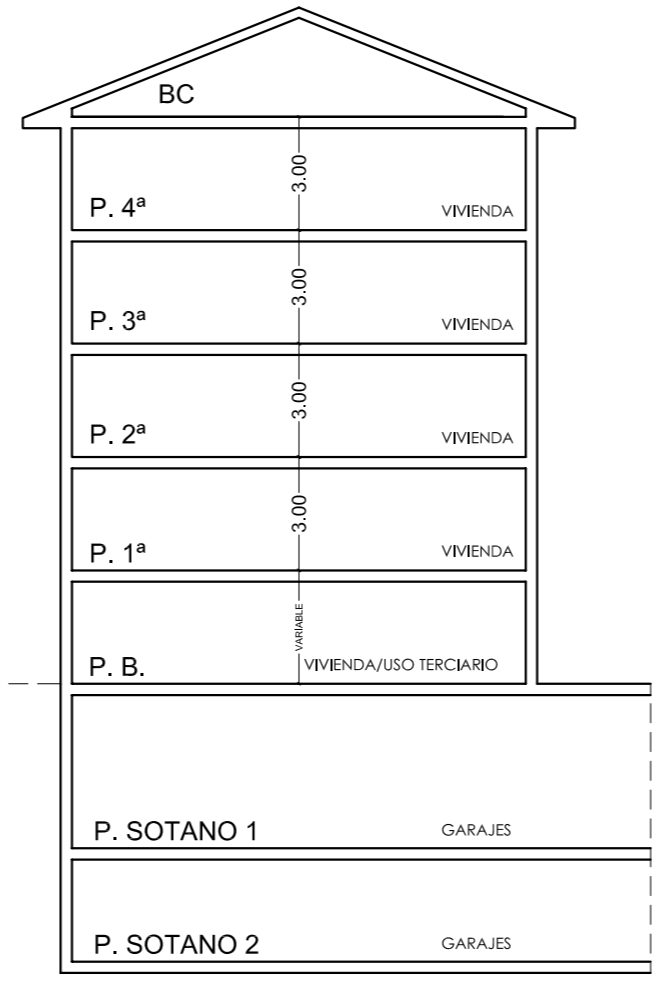 BC
3.00
P. 4ª
VIVIENDA
3.00
P. 3ª
VIVIENDA
3.00
P. 2ª
VIVIENDA
3.00
P. 1ª
VIVIENDA
VARIABLE
P. B.
VIVIENDA/USO TERCIARIO
P. SOTANO 1
GARAJES
P. SOTANO 2
GARAJES